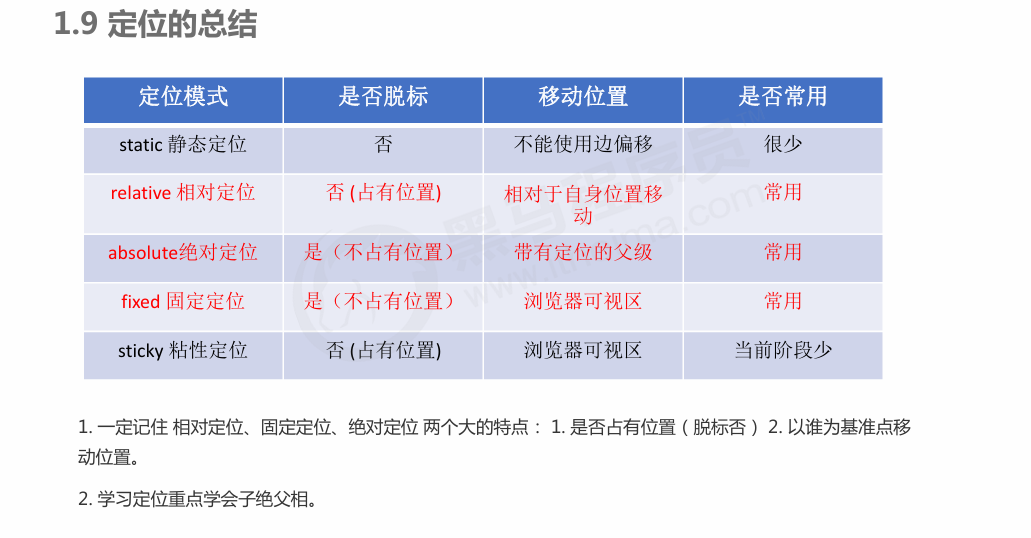 1.9 定位的总结
定位模式 是否脱标 移动位置 是否常用
static 静态定位 否 不能使用边偏移 很少
relative 相对定位 否 (占有位置) 相对于自身位置移动 常用
absolute绝对定位 是（不占有位置） 带有定位的父级 常用
fixed 固定定位 是（不占有位置） 浏览器可视区 常用
sticky 粘性定位 否 (占有位置) 浏览器可视区 当前阶段少
1. 一定记住 相对定位、固定定位、绝对定位 两个大的特点： 1. 是否占有位置（脱标否） 2. 以谁为基准点移
动位置。
2. 学习定位重点学会子绝父相。
黑马程序员